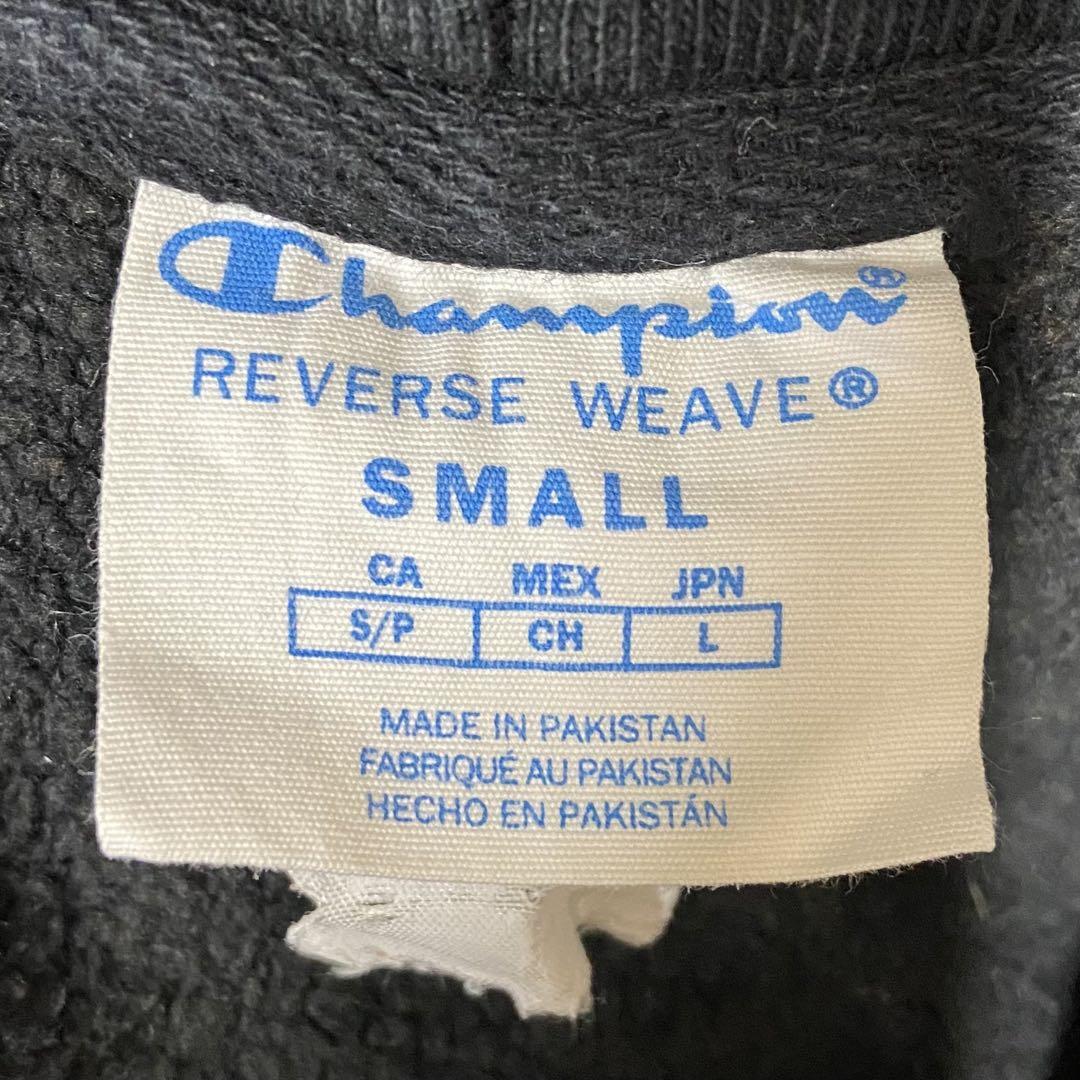 Champion®
REVERSE WEAVE®
SMALL
CA MEX JPN
S/P CH L
MADE IN PAKISTAN
FABRIQUÉ AU PAKISTAN
HECHO EN PAKISTÁN